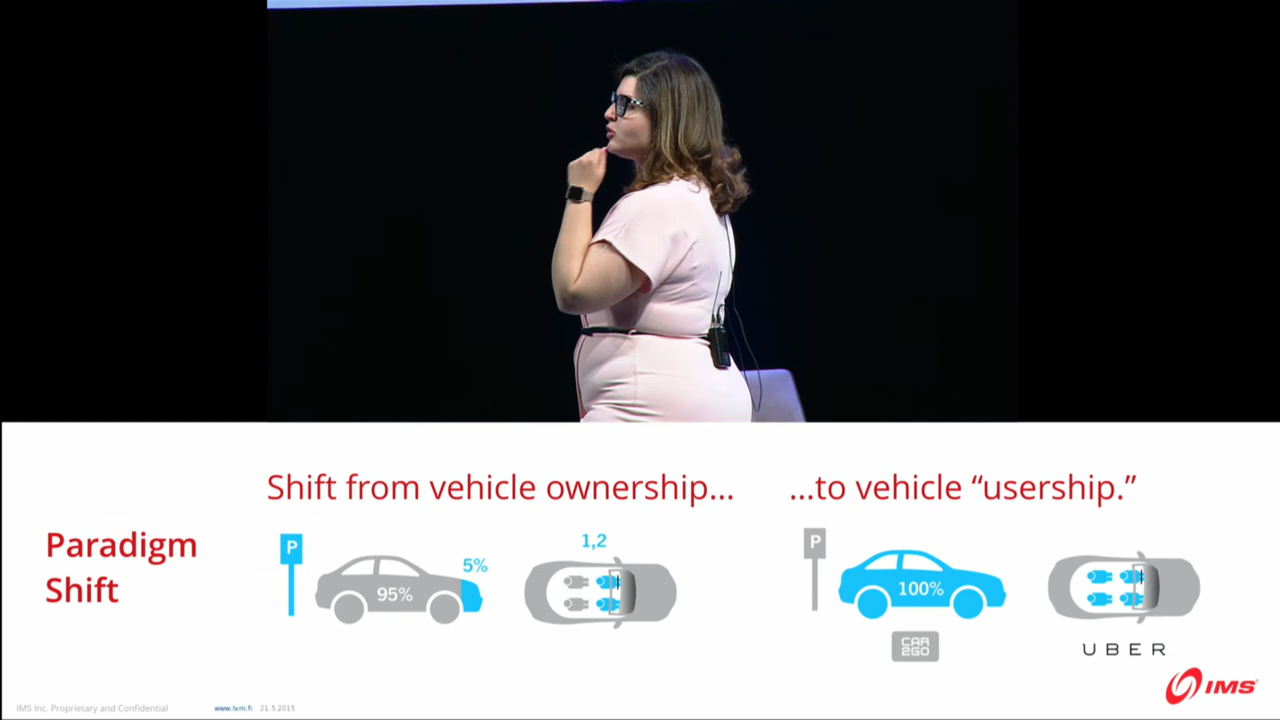 Shift from vehicle ownership...
...to vehicle “usership.”
Paradigm
Shift
P
95%
5%
1,2
P
100%
CAR
2GO
UBER
IMS
IMS Inc. Proprietary and Confidential
www.lvm.fi 21.5.2015